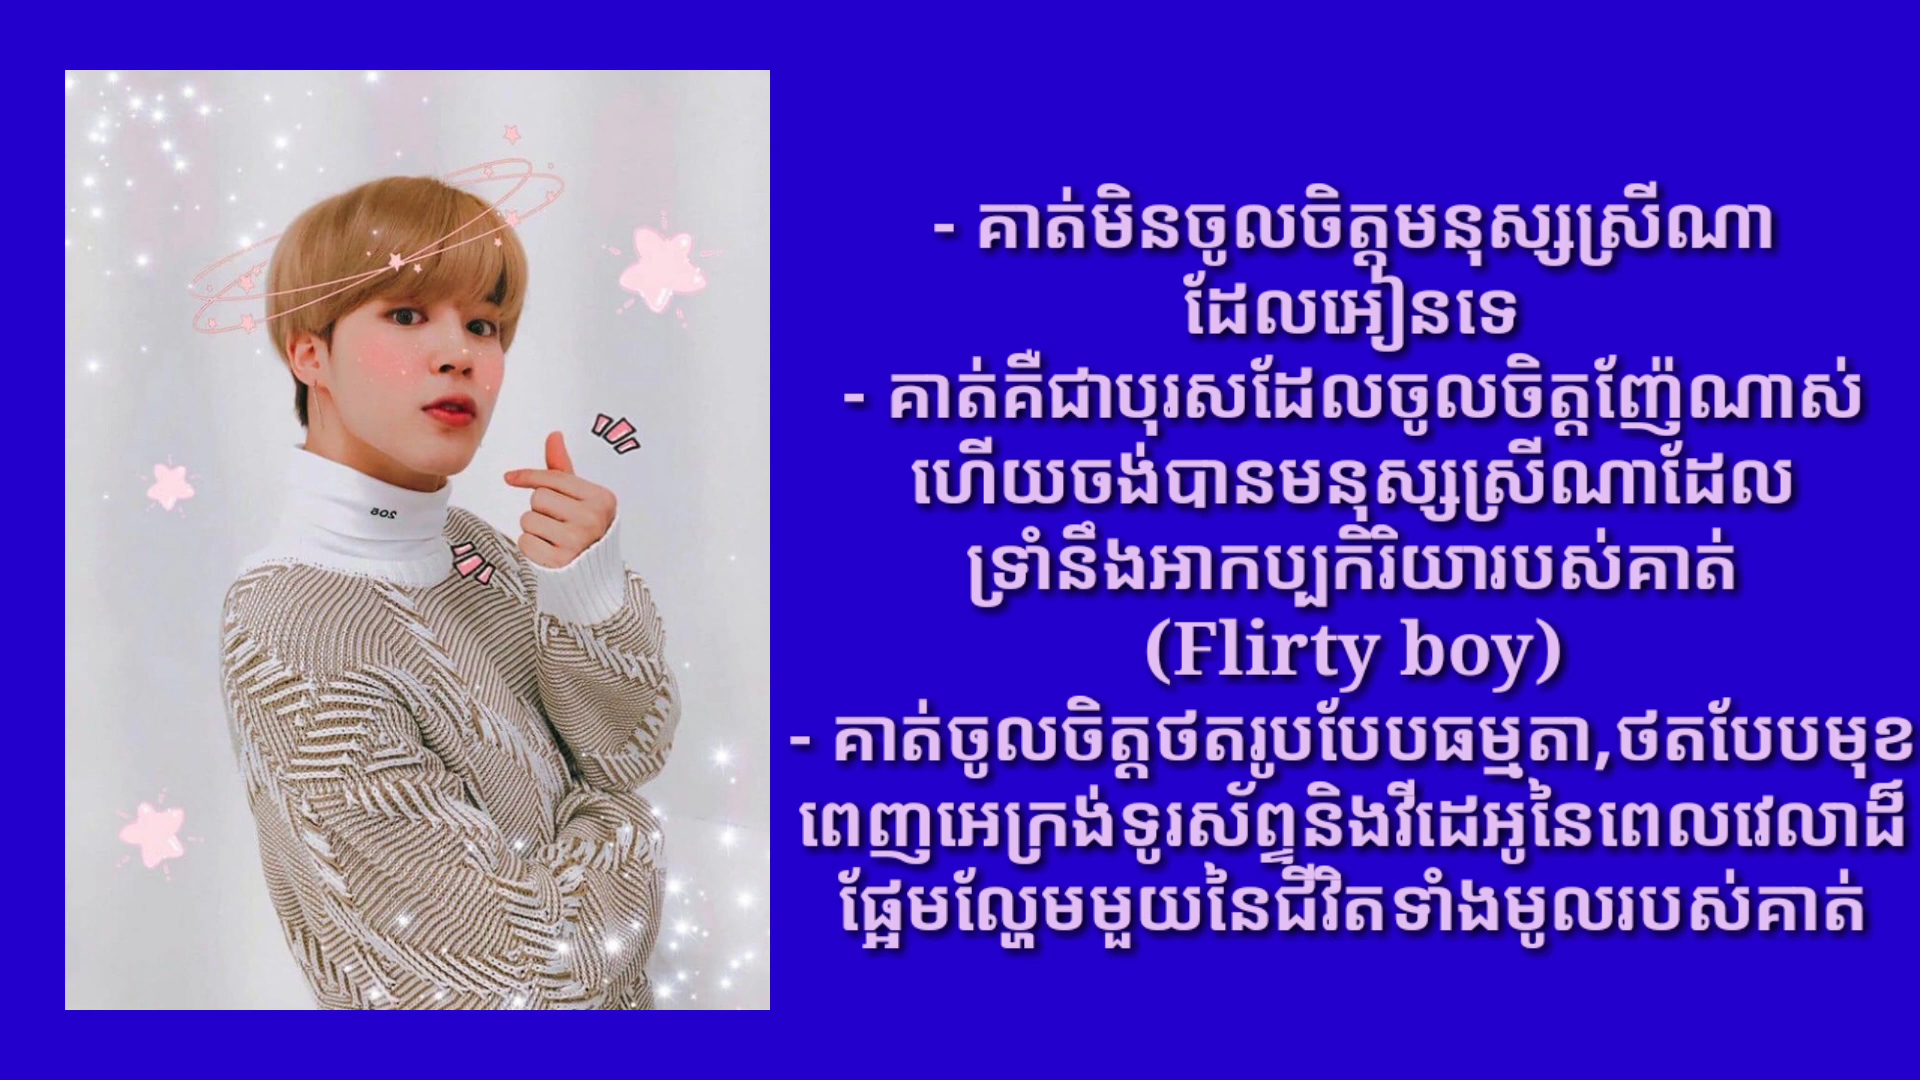 - គាត់មិនចូលចិត្តមនុស្សស្រីណា
ដែលអៀនទេ
- គាត់គឺជាបុរសដែលចូលចិត្តញ៉ែណាស់
ហើយចង់បានមនុស្សស្រីណាដែល
ទ្រាំនឹងអាកប្បកិរិយារបស់គាត់
(Flirty boy)
- គាត់ចូលចិត្តថតរូបបែបធម្មតា,ថតបែបមុខ
ពេញអេក្រង់ទូរស័ព្ទនិងវីដេអូនៃពេលវេលាដ៏
ផ្អែមល្ហែមមួយនៃជីវិតទាំងមូលរបស់គាត់